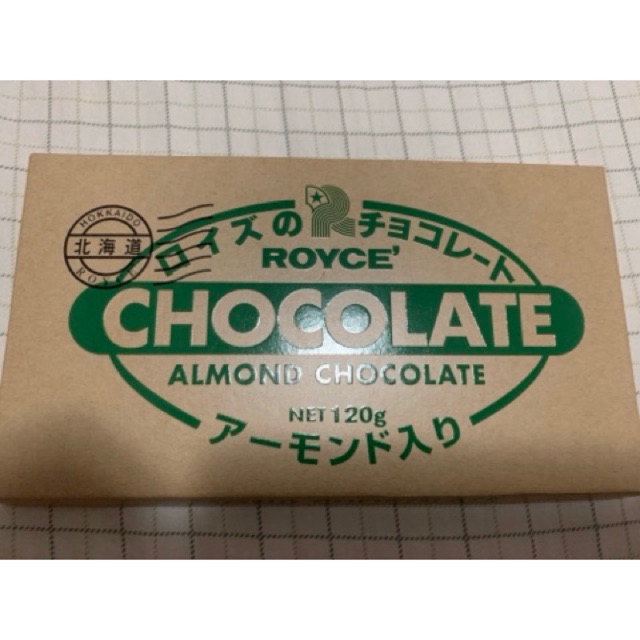 HOKKAIDO
北海道
ROYCE'
ロイズの
チョコレート
ROYCE'
CHOCOLATE
ALMOND CHOCOLATE
NET 120g
アーモンド入り